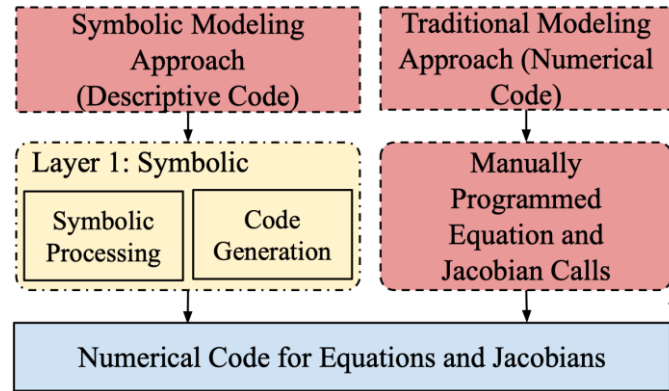 Symbolic Modeling
Approach
(Descriptive Code)
Traditional Modeling
Approach (Numerical
Code)
Layer 1: Symbolic
Symbolic
Processing
Code
Generation
Manually
Programmed
Equation and
Jacobian Calls
Numerical Code for Equations and Jacobians